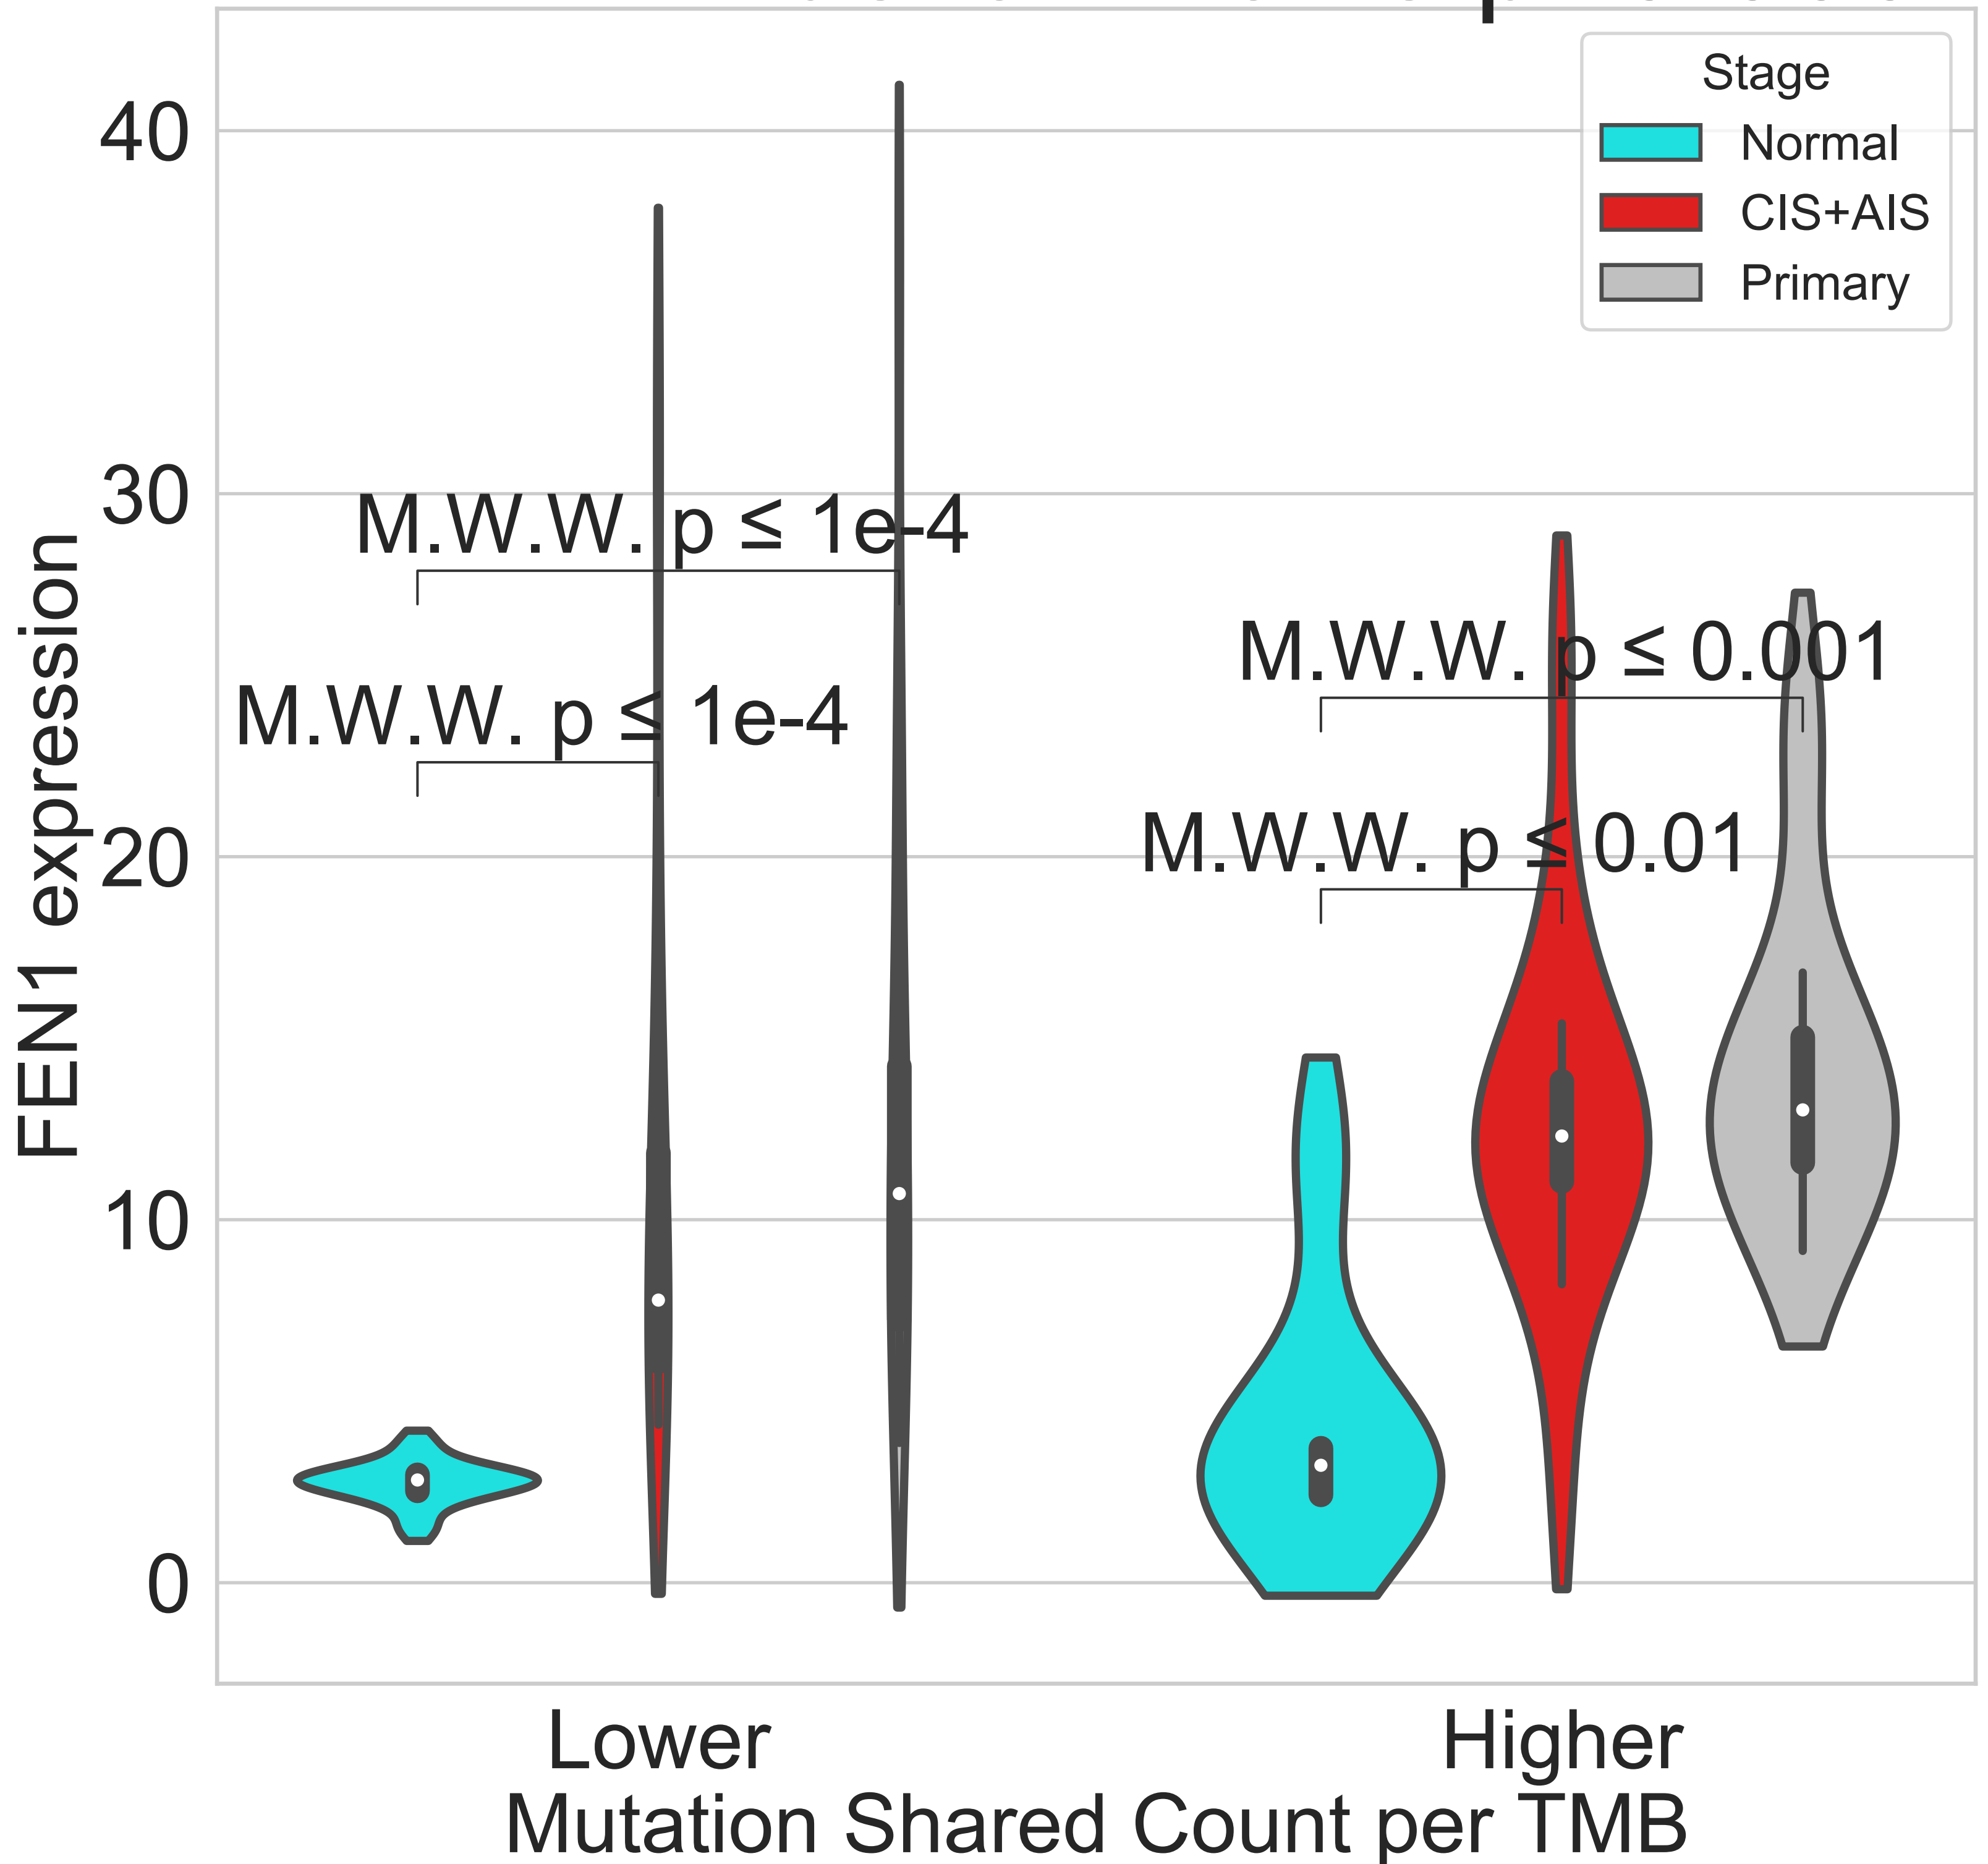 Stage
Normal
CIS+AIS
Primary
40
30
20
10
0
FEN1 expression
M.W.W. p ≤ 1e-4
M.W.W. p ≤ 1e-4
M.W.W. p ≤ 0.001
M.W.W. p ≤ 0.01
Lower
Higher
Mutation Shared Count per TMB